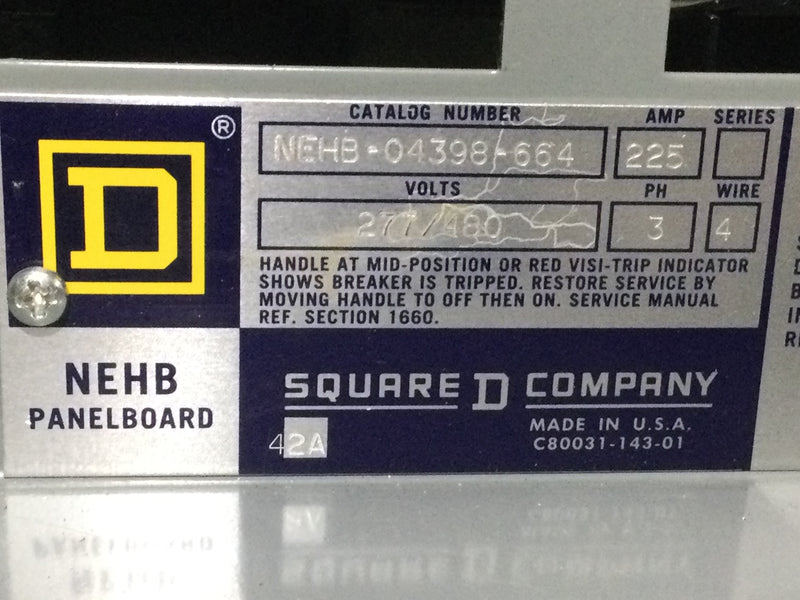 D ®
CATALOG NUMBER AMP SERIES
NEHB-04398-664 225
VOLTS PH WIRE
277/480 3 4
HANDLE AT MID-POSITION OR RED VISI-TRIP INDICATOR
SHOWS BREAKER IS TRIPPED. RESTORE SERVICE BY
MOVING HANDLE TO OFF THEN ON. SERVICE MANUAL
REF. SECTION 1660.
NEHB
PANELBOARD
SQUARE D COMPANY
MADE IN U.S.A.
C80031-143-01
42A